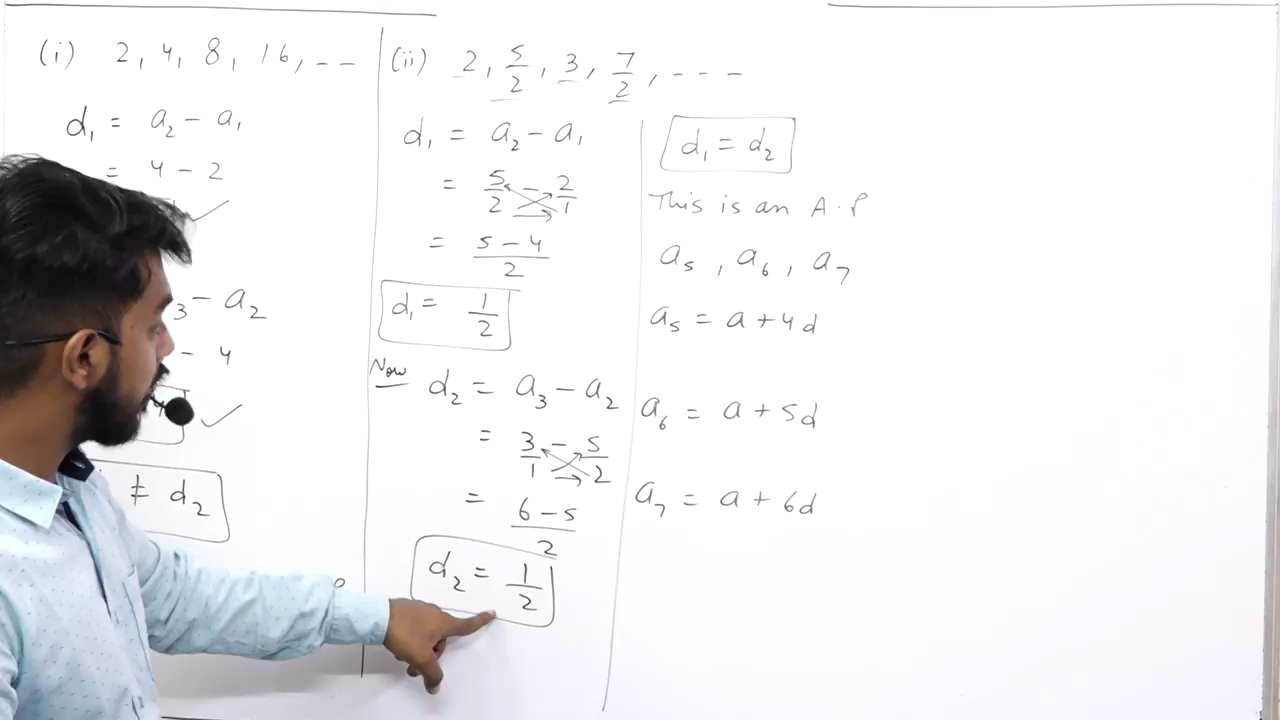 (i) 2, 4, 8, 16, - -
d₁ = a₂ - a₁
= 4 - 2
₃ - a₂
- 4
≠ d₂
(ii) 2, 5/2, 3, 7/2, - - -
d₁ = a₂ - a₁
= 5/2 - 2/1
= (5 - 4)/2
d₁ = 1/2
Now d₂ = a₃ - a₂
= 3/1 - 5/2
= (6 - 5)/2
d₂ = 1/2
d₁ = d₂
This is an A.P
a₅, a₆, a₇
a₅ = a + 4d
a₆ = a + 5d
a₇ = a + 6d